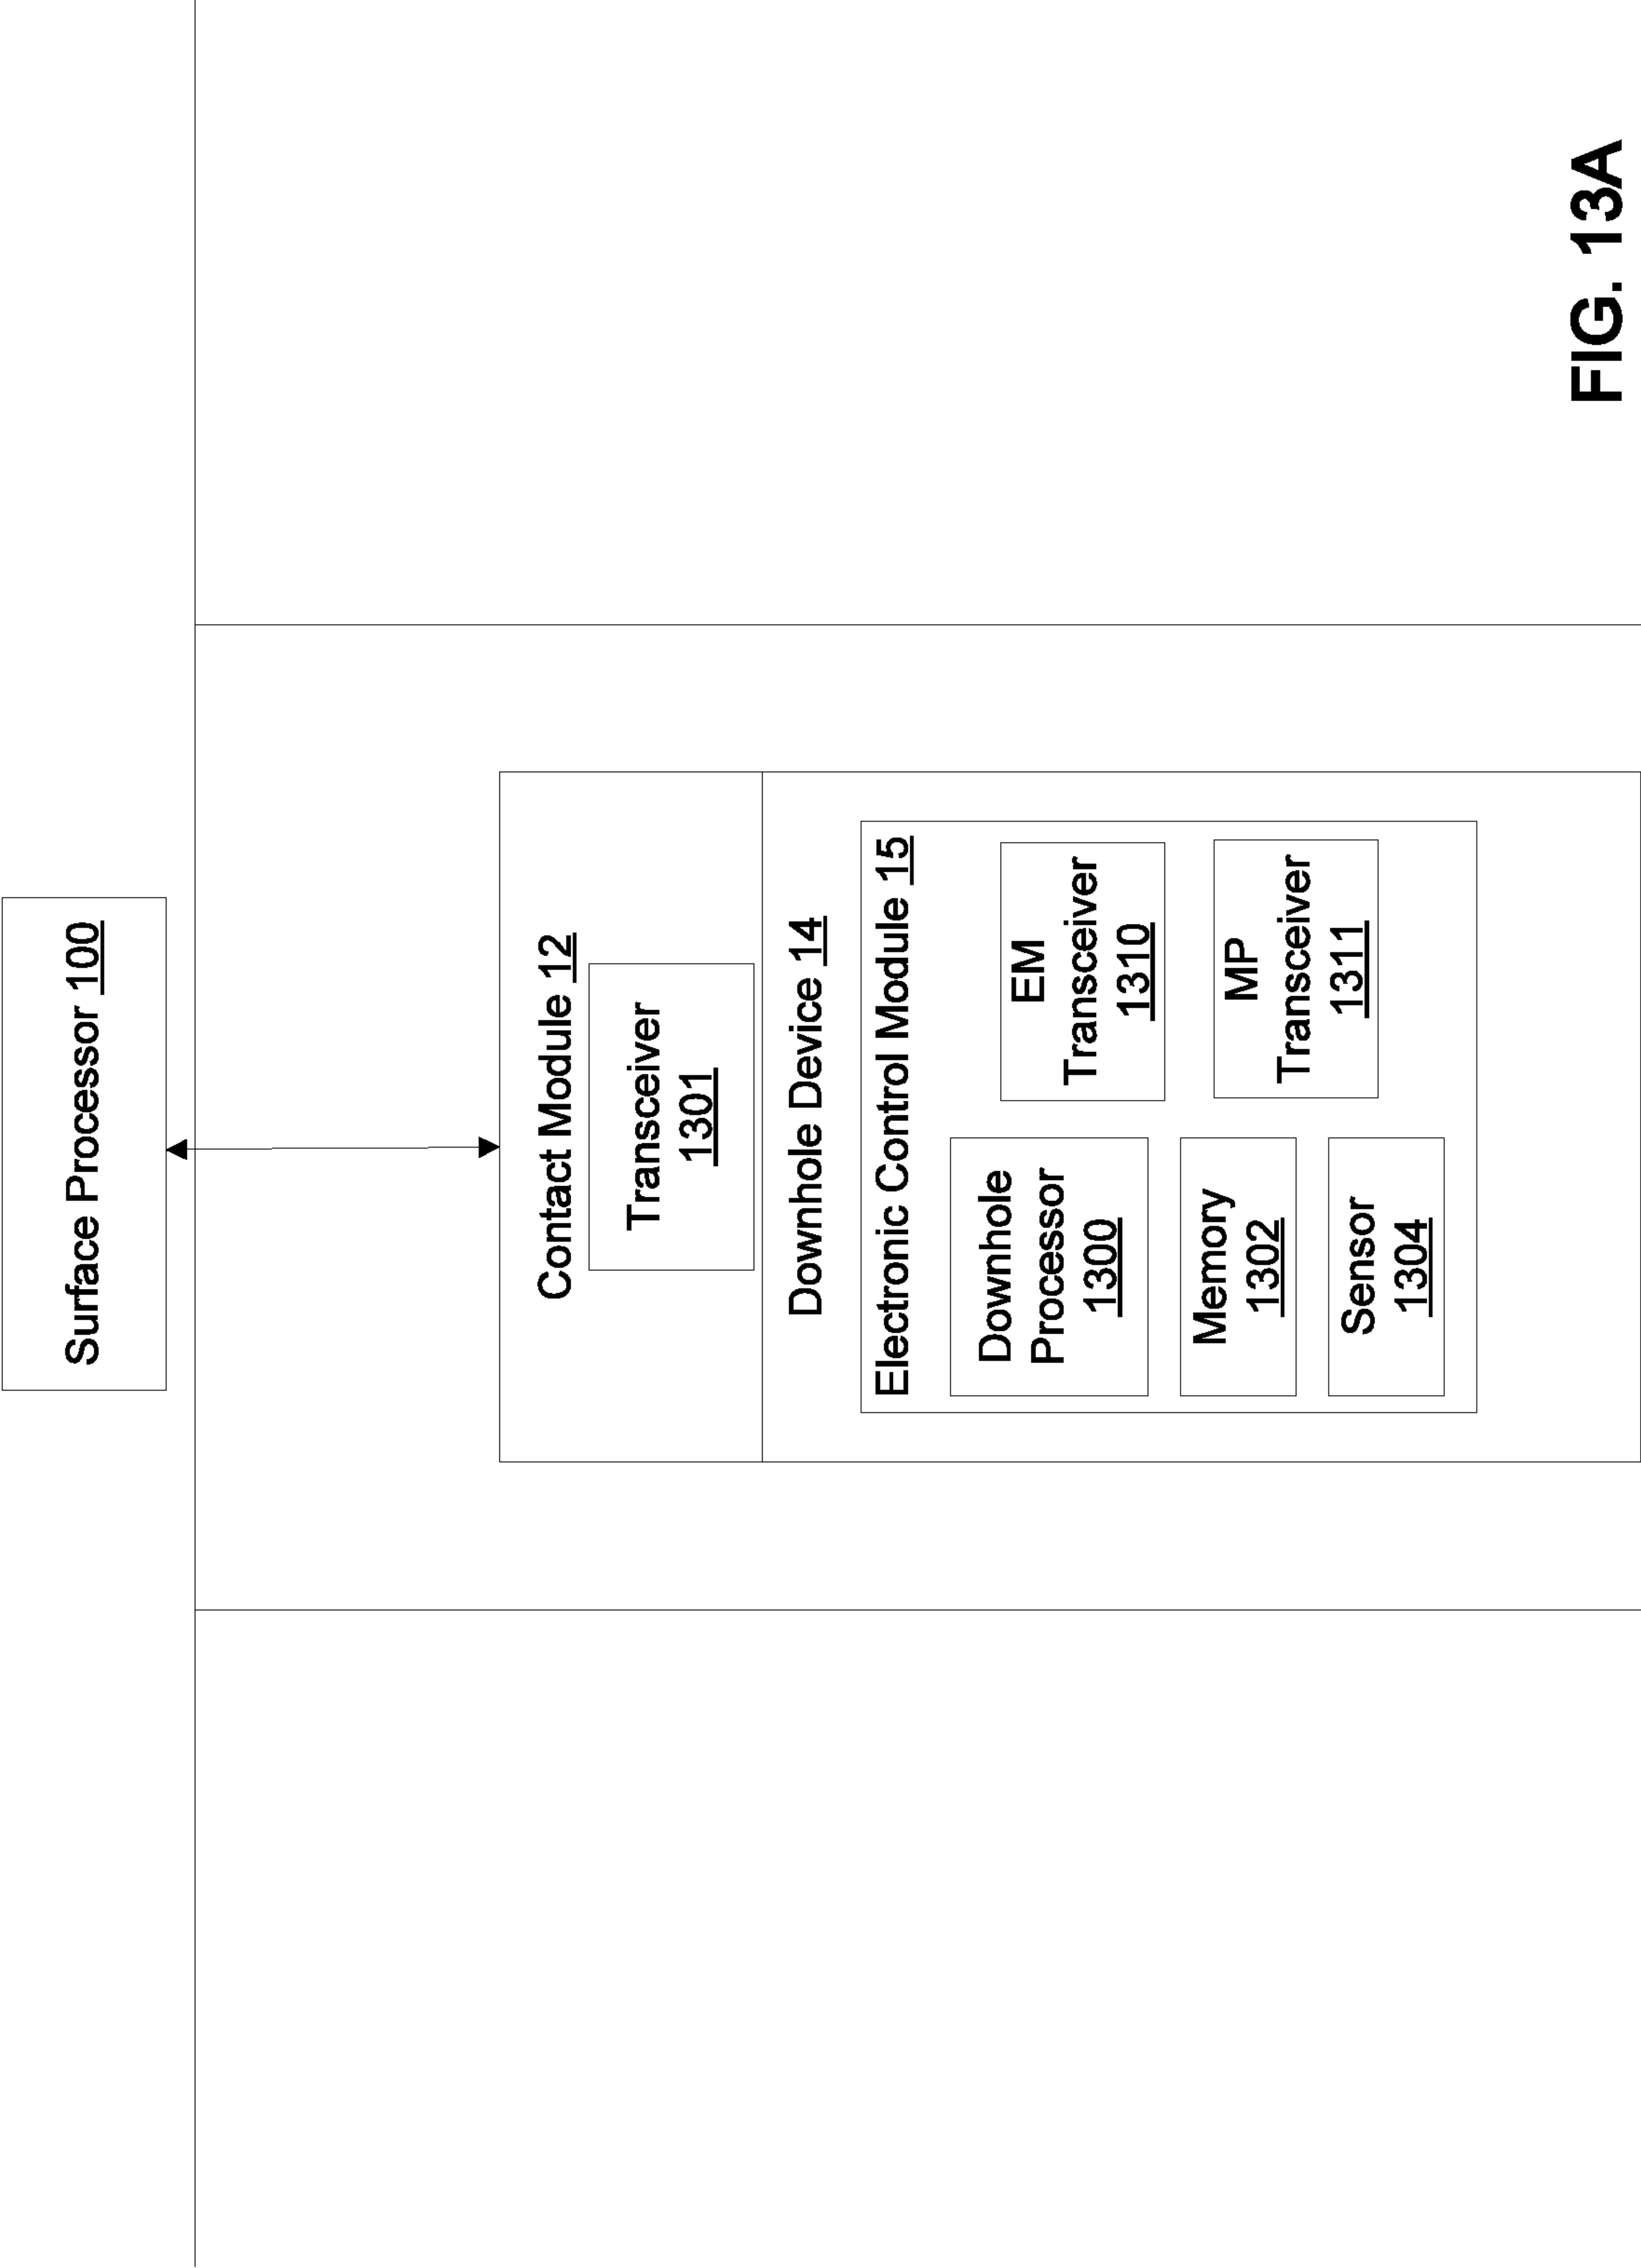 Surface Processor 100
Contact Module 12
Transceiver
1301
Downhole Device 14
Electronic Control Module 15
Downhole
Processor
1300
EM
Transceiver
1310
Memory
1302
MP
Transceiver
1311
Sensor
1304
FIG. 13A